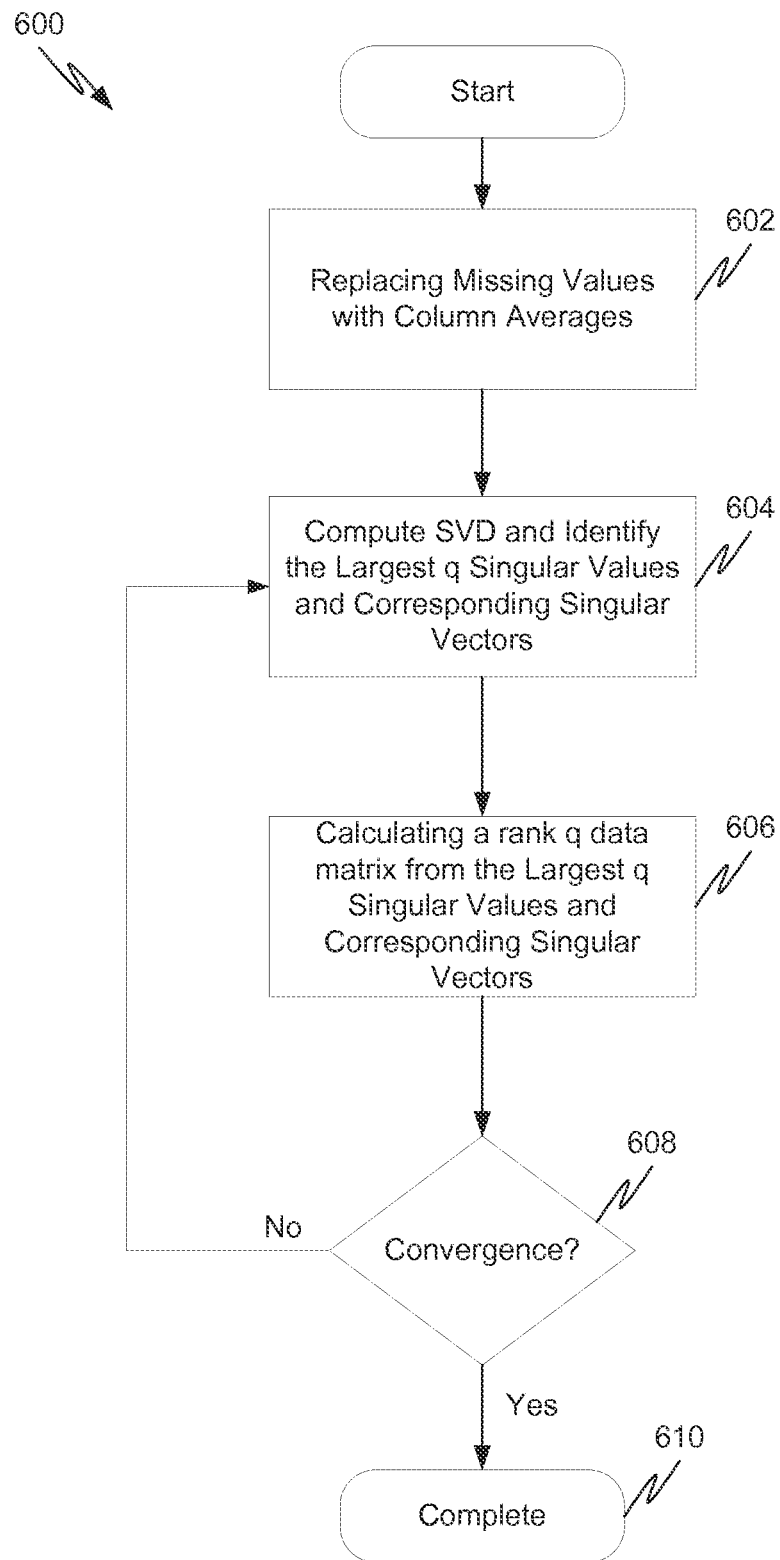 600
Start
602
Replacing Missing Values
with Column Averages
604
Compute SVD and Identify
the Largest q Singular Values
and Corresponding Singular
Vectors
606
Calculating a rank q data
matrix from the Largest q
Singular Values and
Corresponding Singular
Vectors
608
No
Convergence?
Yes
610
Complete